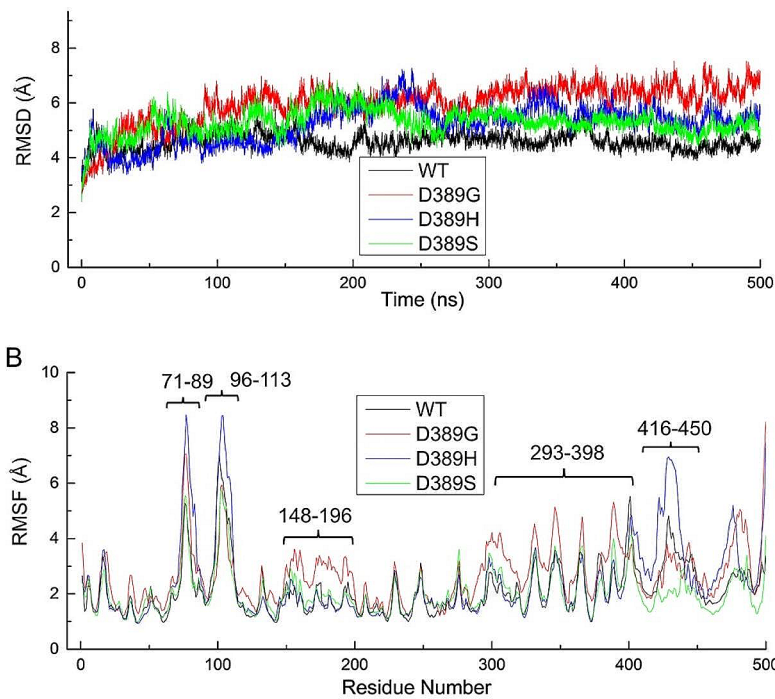 8
6
4
2
0
RMSD (Å)
WT
D389G
D389H
D389S
0 100 200 300 400 500
Time (ns)
B
10
8
6
4
2
0
RMSF (Å)
71-89 96-113
148-196
WT
D389G
D389H
D389S
293-398
416-450
0 100 200 300 400 500
Residue Number